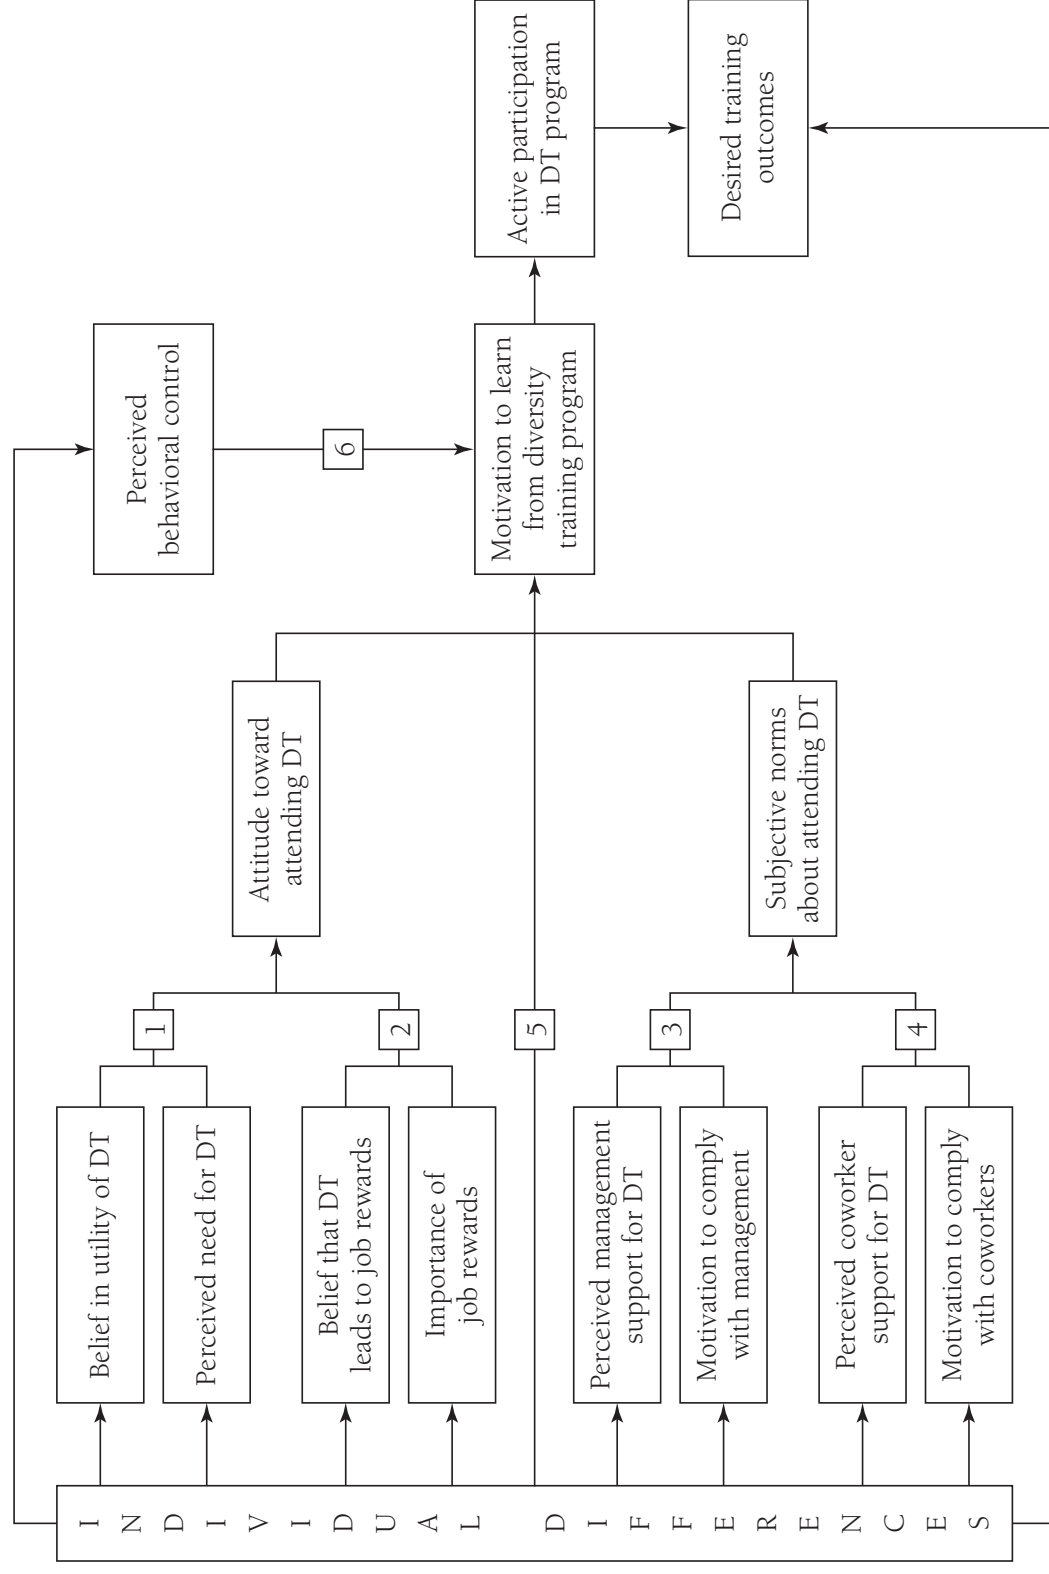 INDIVIDUAL DIFFERENCES
Belief in utility of DT
Perceived need for DT
Belief that DT
leads to job rewards
Importance of
job rewards
Perceived management
support for DT
Motivation to comply
with management
Perceived coworker
support for DT
Motivation to comply
with coworkers
1
2
5
3
4
Attitude toward
attending DT
Subjective norms
about attending DT
Perceived
behavioral control
6
Motivation to learn
from diversity
training program
Active participation
in DT program
Desired training
outcomes